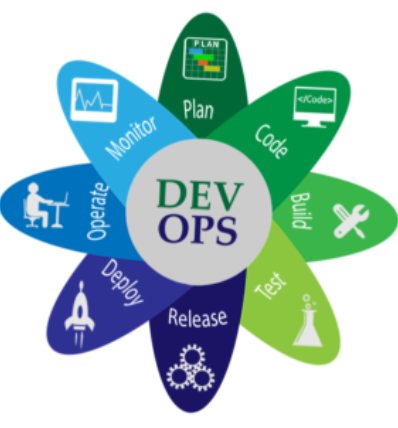 PLAN
Plan
</Code>
Code
Build
Test
Release
Deploy
Operate
Monitor
DEV
OPS